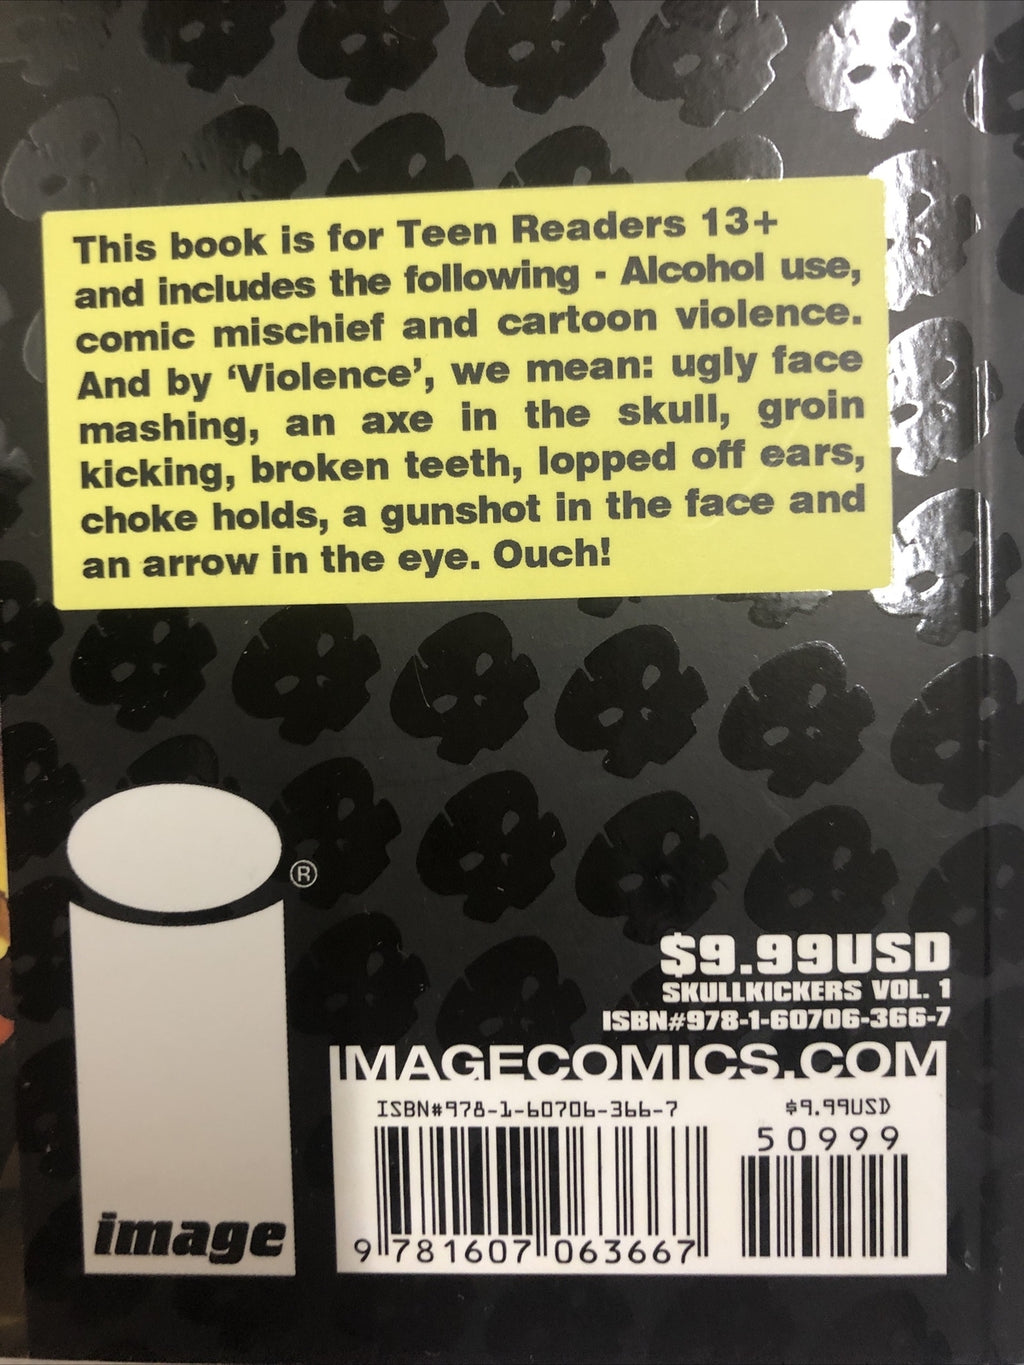 This book is for Teen Readers 13+
and includes the following - Alcohol use,
comic mischief and cartoon violence.
And by ‘Violence’, we mean: ugly face
mashing, an axe in the skull, groin
kicking, broken teeth, lopped off ears,
choke holds, a gunshot in the face and
an arrow in the eye. Ouch!
®
image
$9.99USD
SKULLKICKERS VOL. 1
ISBN#978-1-60706-366-7
IMAGECOMICS.COM
ISBN#978-1-60706-366-7
$9.99USD
50999
9 781607 063667